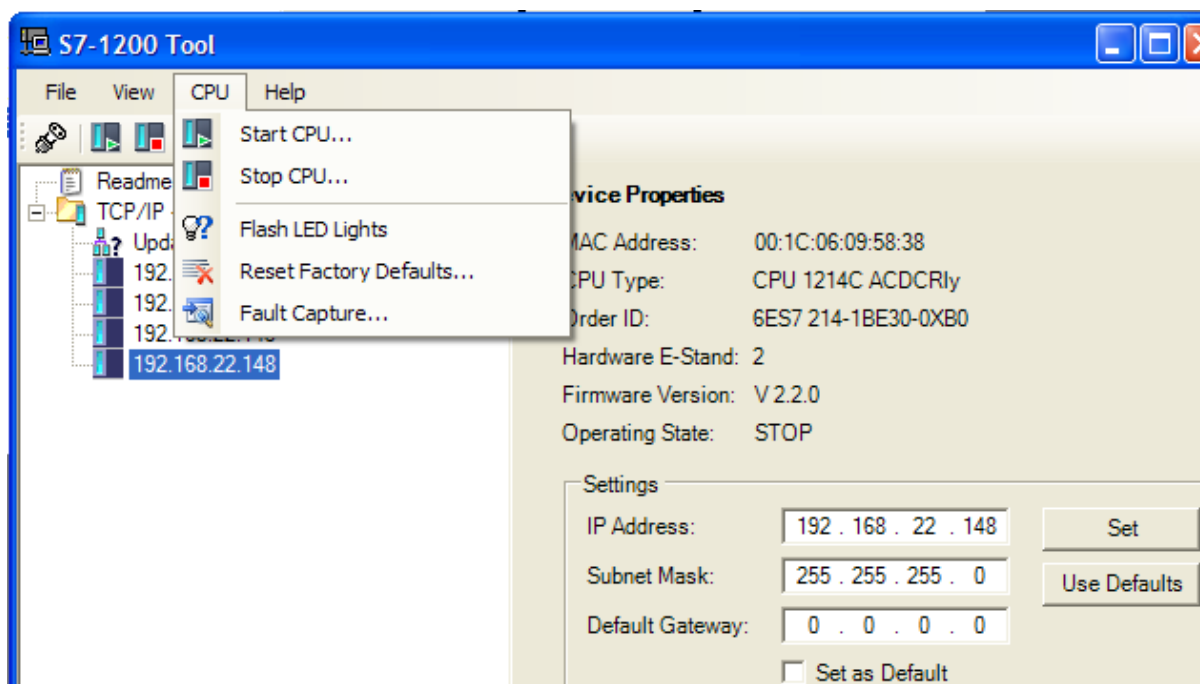 S7-1200 Tool
File View CPU Help
Start CPU...
Stop CPU...
Flash LED Lights
Reset Factory Defaults...
Fault Capture...
Readme
TCP/IP
192.
192.
192.
192.168.22.148
Properties
MAC Address: 00:1C:06:09:58:38
CPU Type: CPU 1214C ACDCRly
Order ID: 6ES7 214-1BE30-0XB0
Hardware E-Stand: 2
Firmware Version: V 2.2.0
Operating State: STOP
Settings
IP Address: 192 . 168 . 22 . 148 Set
Subnet Mask: 255 . 255 . 255 . 0 Use Defaults
Default Gateway: 0 . 0 . 0 . 0
Set as Default